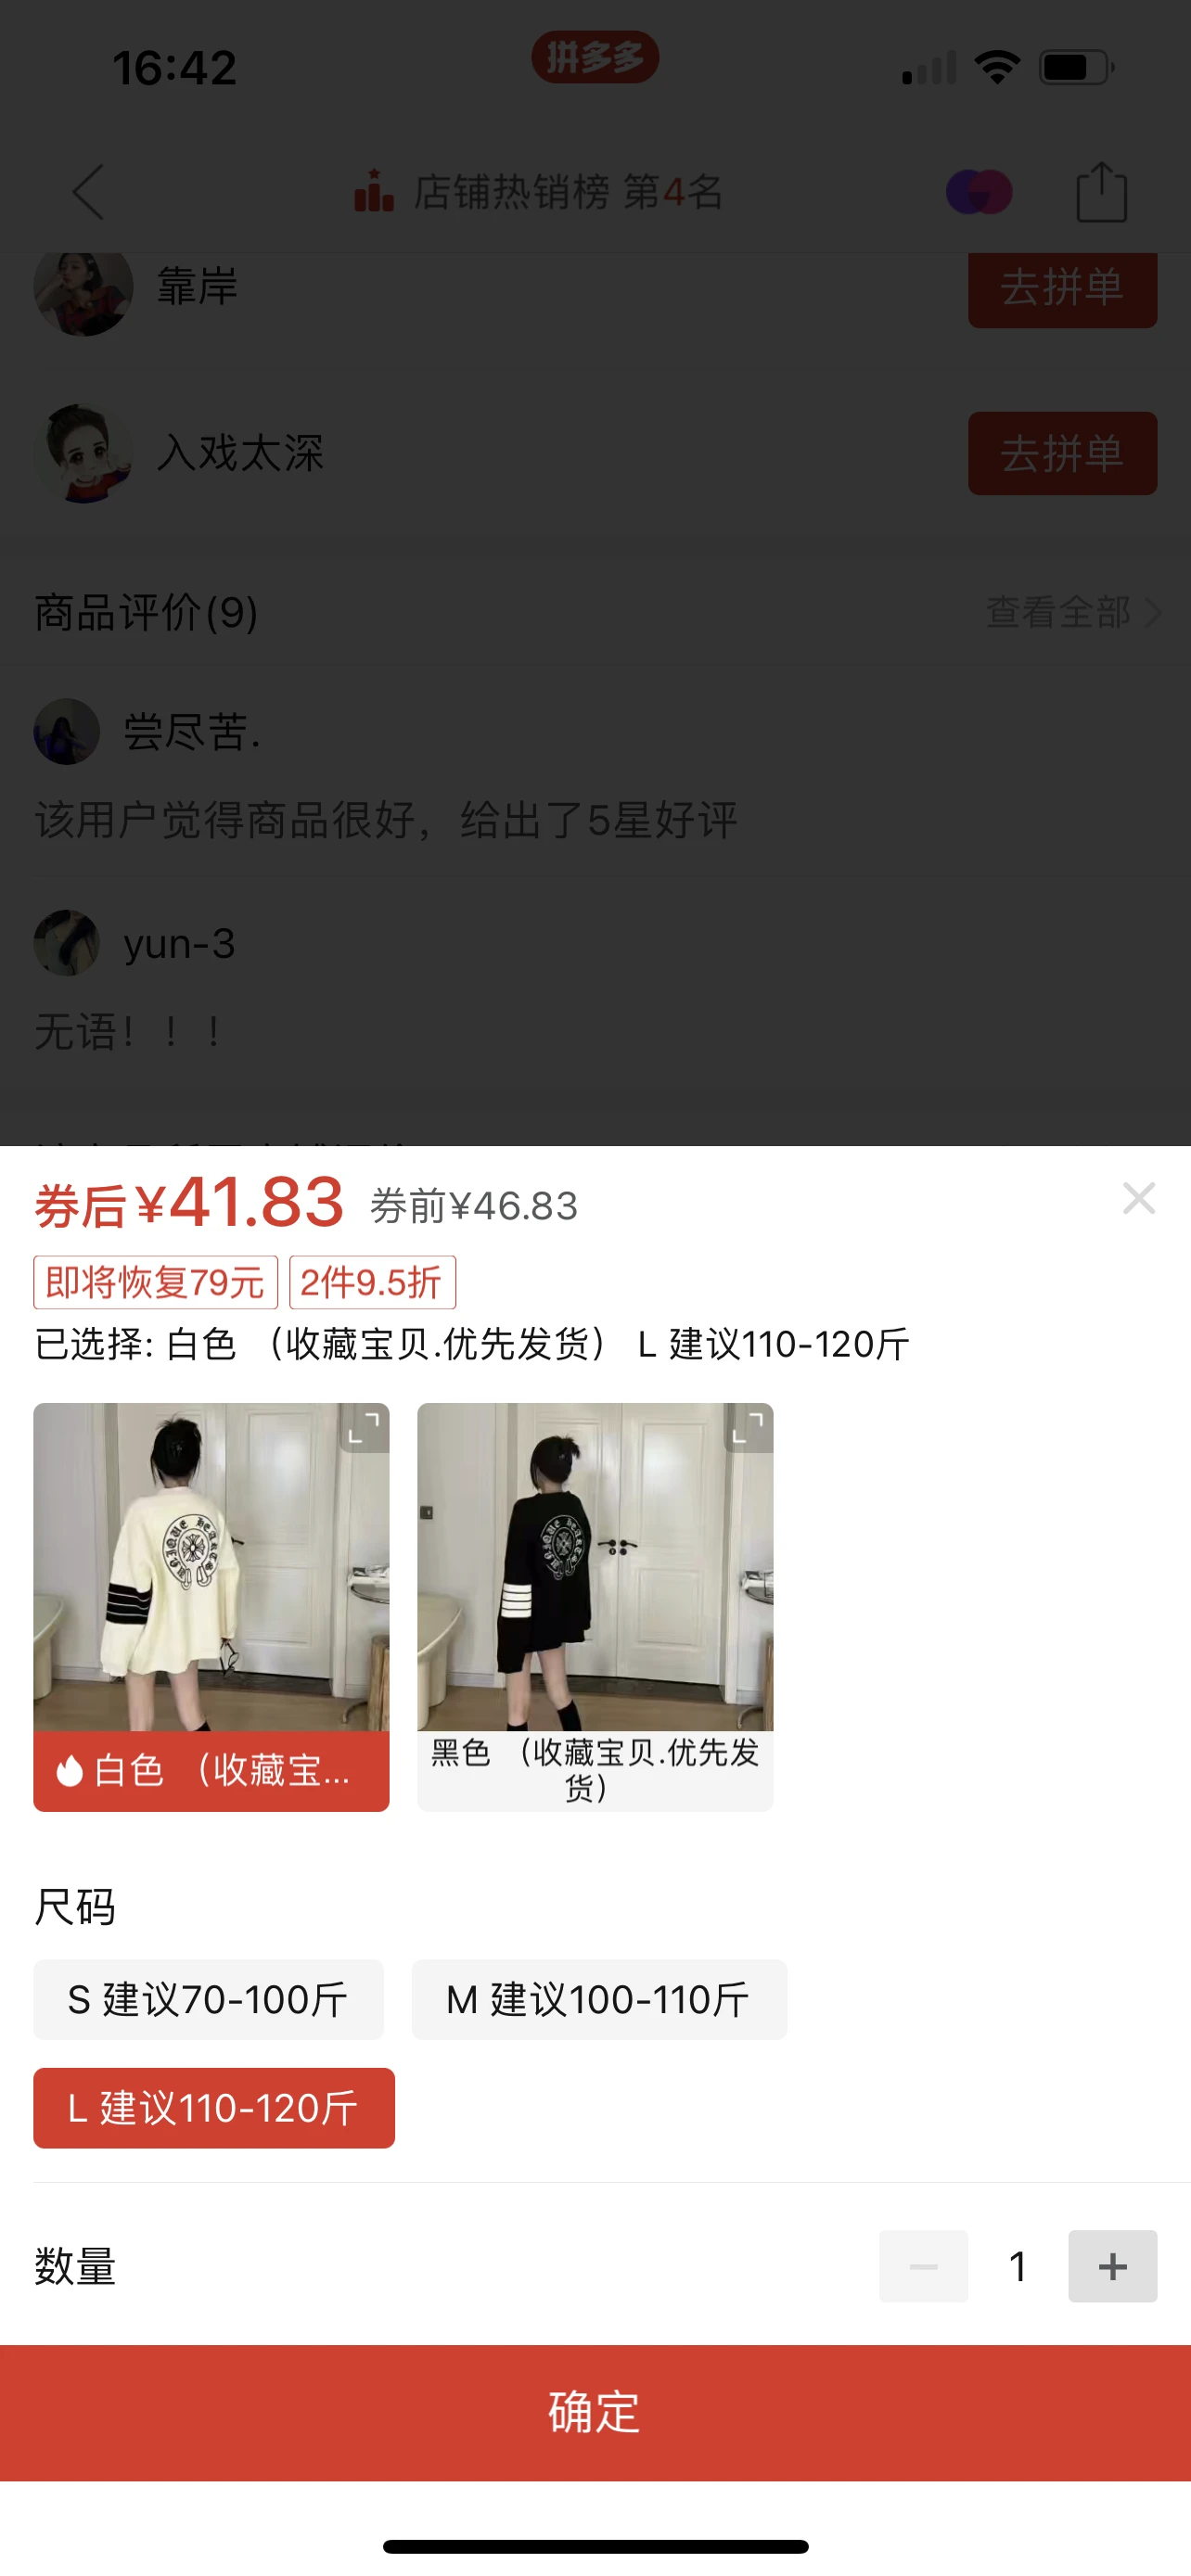 16:42
拼多多
店铺热销榜 第4名
靠岸
去拼单
入戏太深
去拼单
商品评价(9)
查看全部
尝尽苦.
该用户觉得商品很好，给出了5星好评
yun-3
无语！！！
券后¥41.83 券前¥46.83
即将恢复79元 2件9.5折
已选择: 白色 （收藏宝贝.优先发货） L 建议110-120斤
白色 （收藏宝...
黑色 （收藏宝贝.优先发
货）
尺码
S 建议70-100斤 M 建议100-110斤
L 建议110-120斤
数量
1
确定